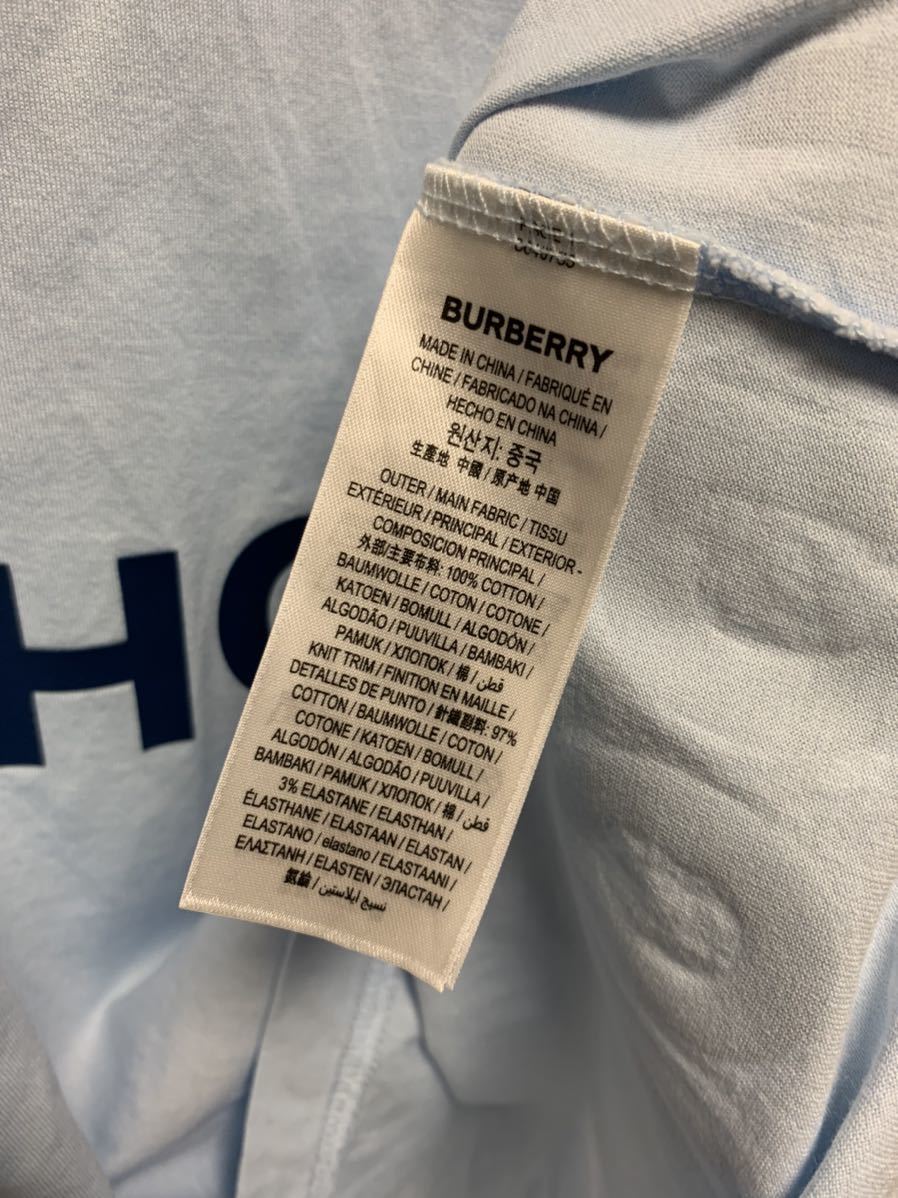 BURBERRY
MADE IN CHINA / FABRIQUÉ EN
CHINE / FABRICADO NA CHINA /
HECHO EN CHINA
원산지: 중국
生產地 中國 / 原产地 中国
OUTER / MAIN FABRIC / TISSU
EXTÉRIEUR / PRINCIPAL / EXTERIOR -
COMPOSICION PRINCIPAL /
外部/主要布料: 100% COTTON /
BAUMWOLLE / COTON / COTONE /
KATOEN / BOMULL / ALGODÓN /
ALGODÃO / PUUVILLA / BAMBAKI /
PAMUK / ХЛОПОК / 棉 / قطن
KNIT TRIM / FINITION EN MAILLE /
DETALLES DE PUNTO / 針織副料: 97%
COTTON / BAUMWOLLE / COTON /
COTONE / KATOEN / BOMULL /
ALGODÓN / ALGODÃO / PUUVILLA /
BAMBAKI / PAMUK / ХЛОПОК / 棉 / قطن
3% ELASTANE / ELASTHAN /
ÉLASTHANE / ELASTAAN / ELASTAN /
ELASTANO / elastano / ELASTAANI /
ΕΛΑΣΤΑΝΗ / ELASTEN / ЭЛАСТАН /
氨綸 / نسيج ايلاستين
H